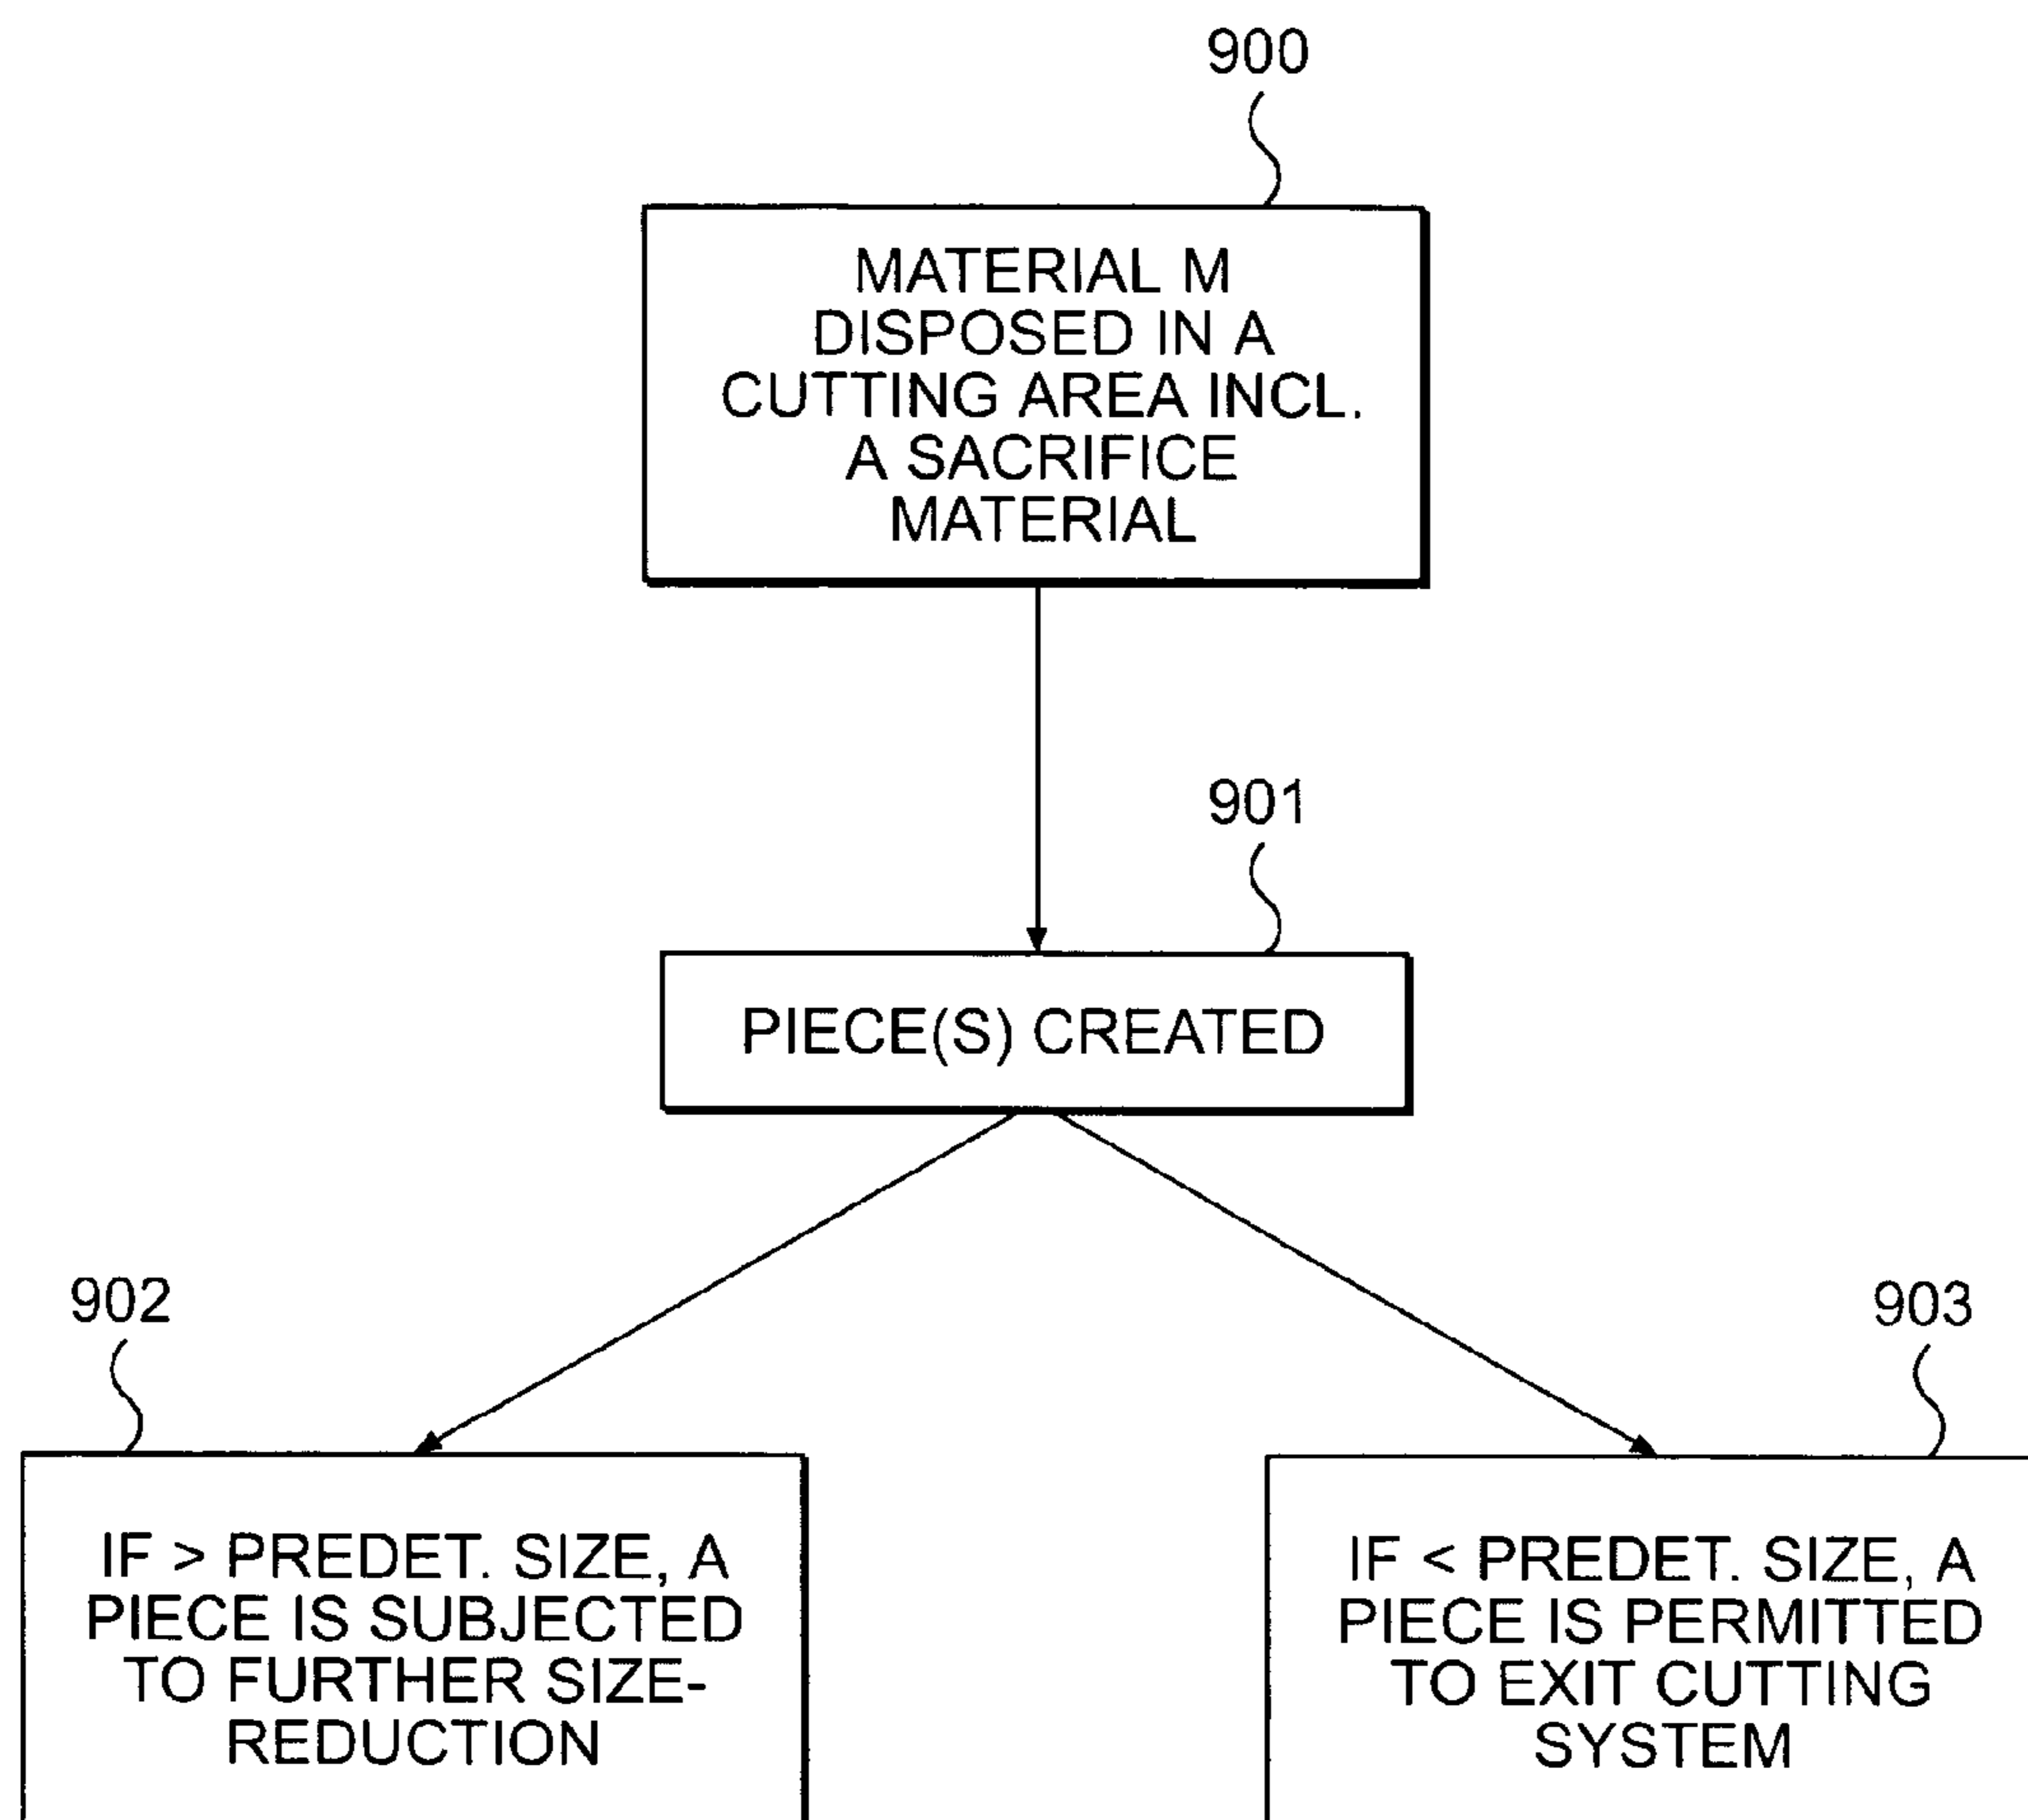 900
MATERIAL M
DISPOSED IN A
CUTTING AREA INCL.
A SACRIFICE
MATERIAL
901
PIECE(S) CREATED
902
IF > PREDET. SIZE, A
PIECE IS SUBJECTED
TO FURTHER SIZE-
REDUCTION
903
IF < PREDET. SIZE, A
PIECE IS PERMITTED
TO EXIT CUTTING
SYSTEM